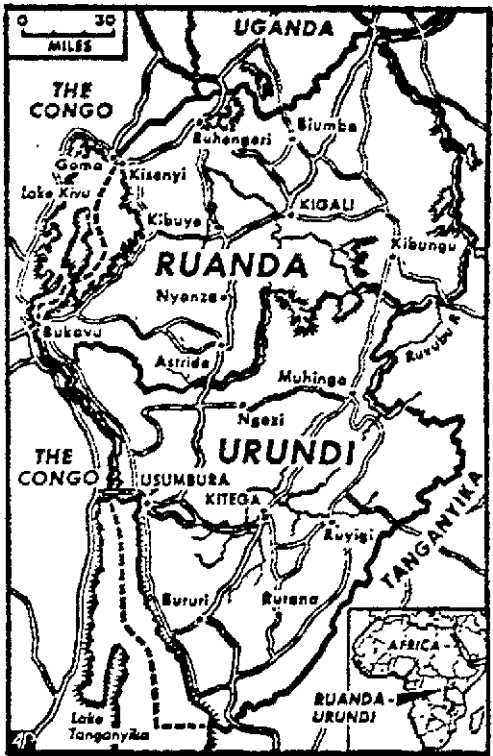 0 30
MILES
UGANDA
THE
CONGO
Biumba
Ruhengeri
Goma
Kisenyi
Lake Kivu
Kibuye
KIGALI
Kibungu
RUANDA
Nyanza
Bukavu
Astrida
Ruvubu R
Muhinga
Ngozi
THE
CONGO
URUNDI
USUMBURA
KITEGA
TANGANYIKA
Ruyigi
Bururi
Rutana
AFRICA
RUANDA-
URUNDI
Lake
Tanganyika